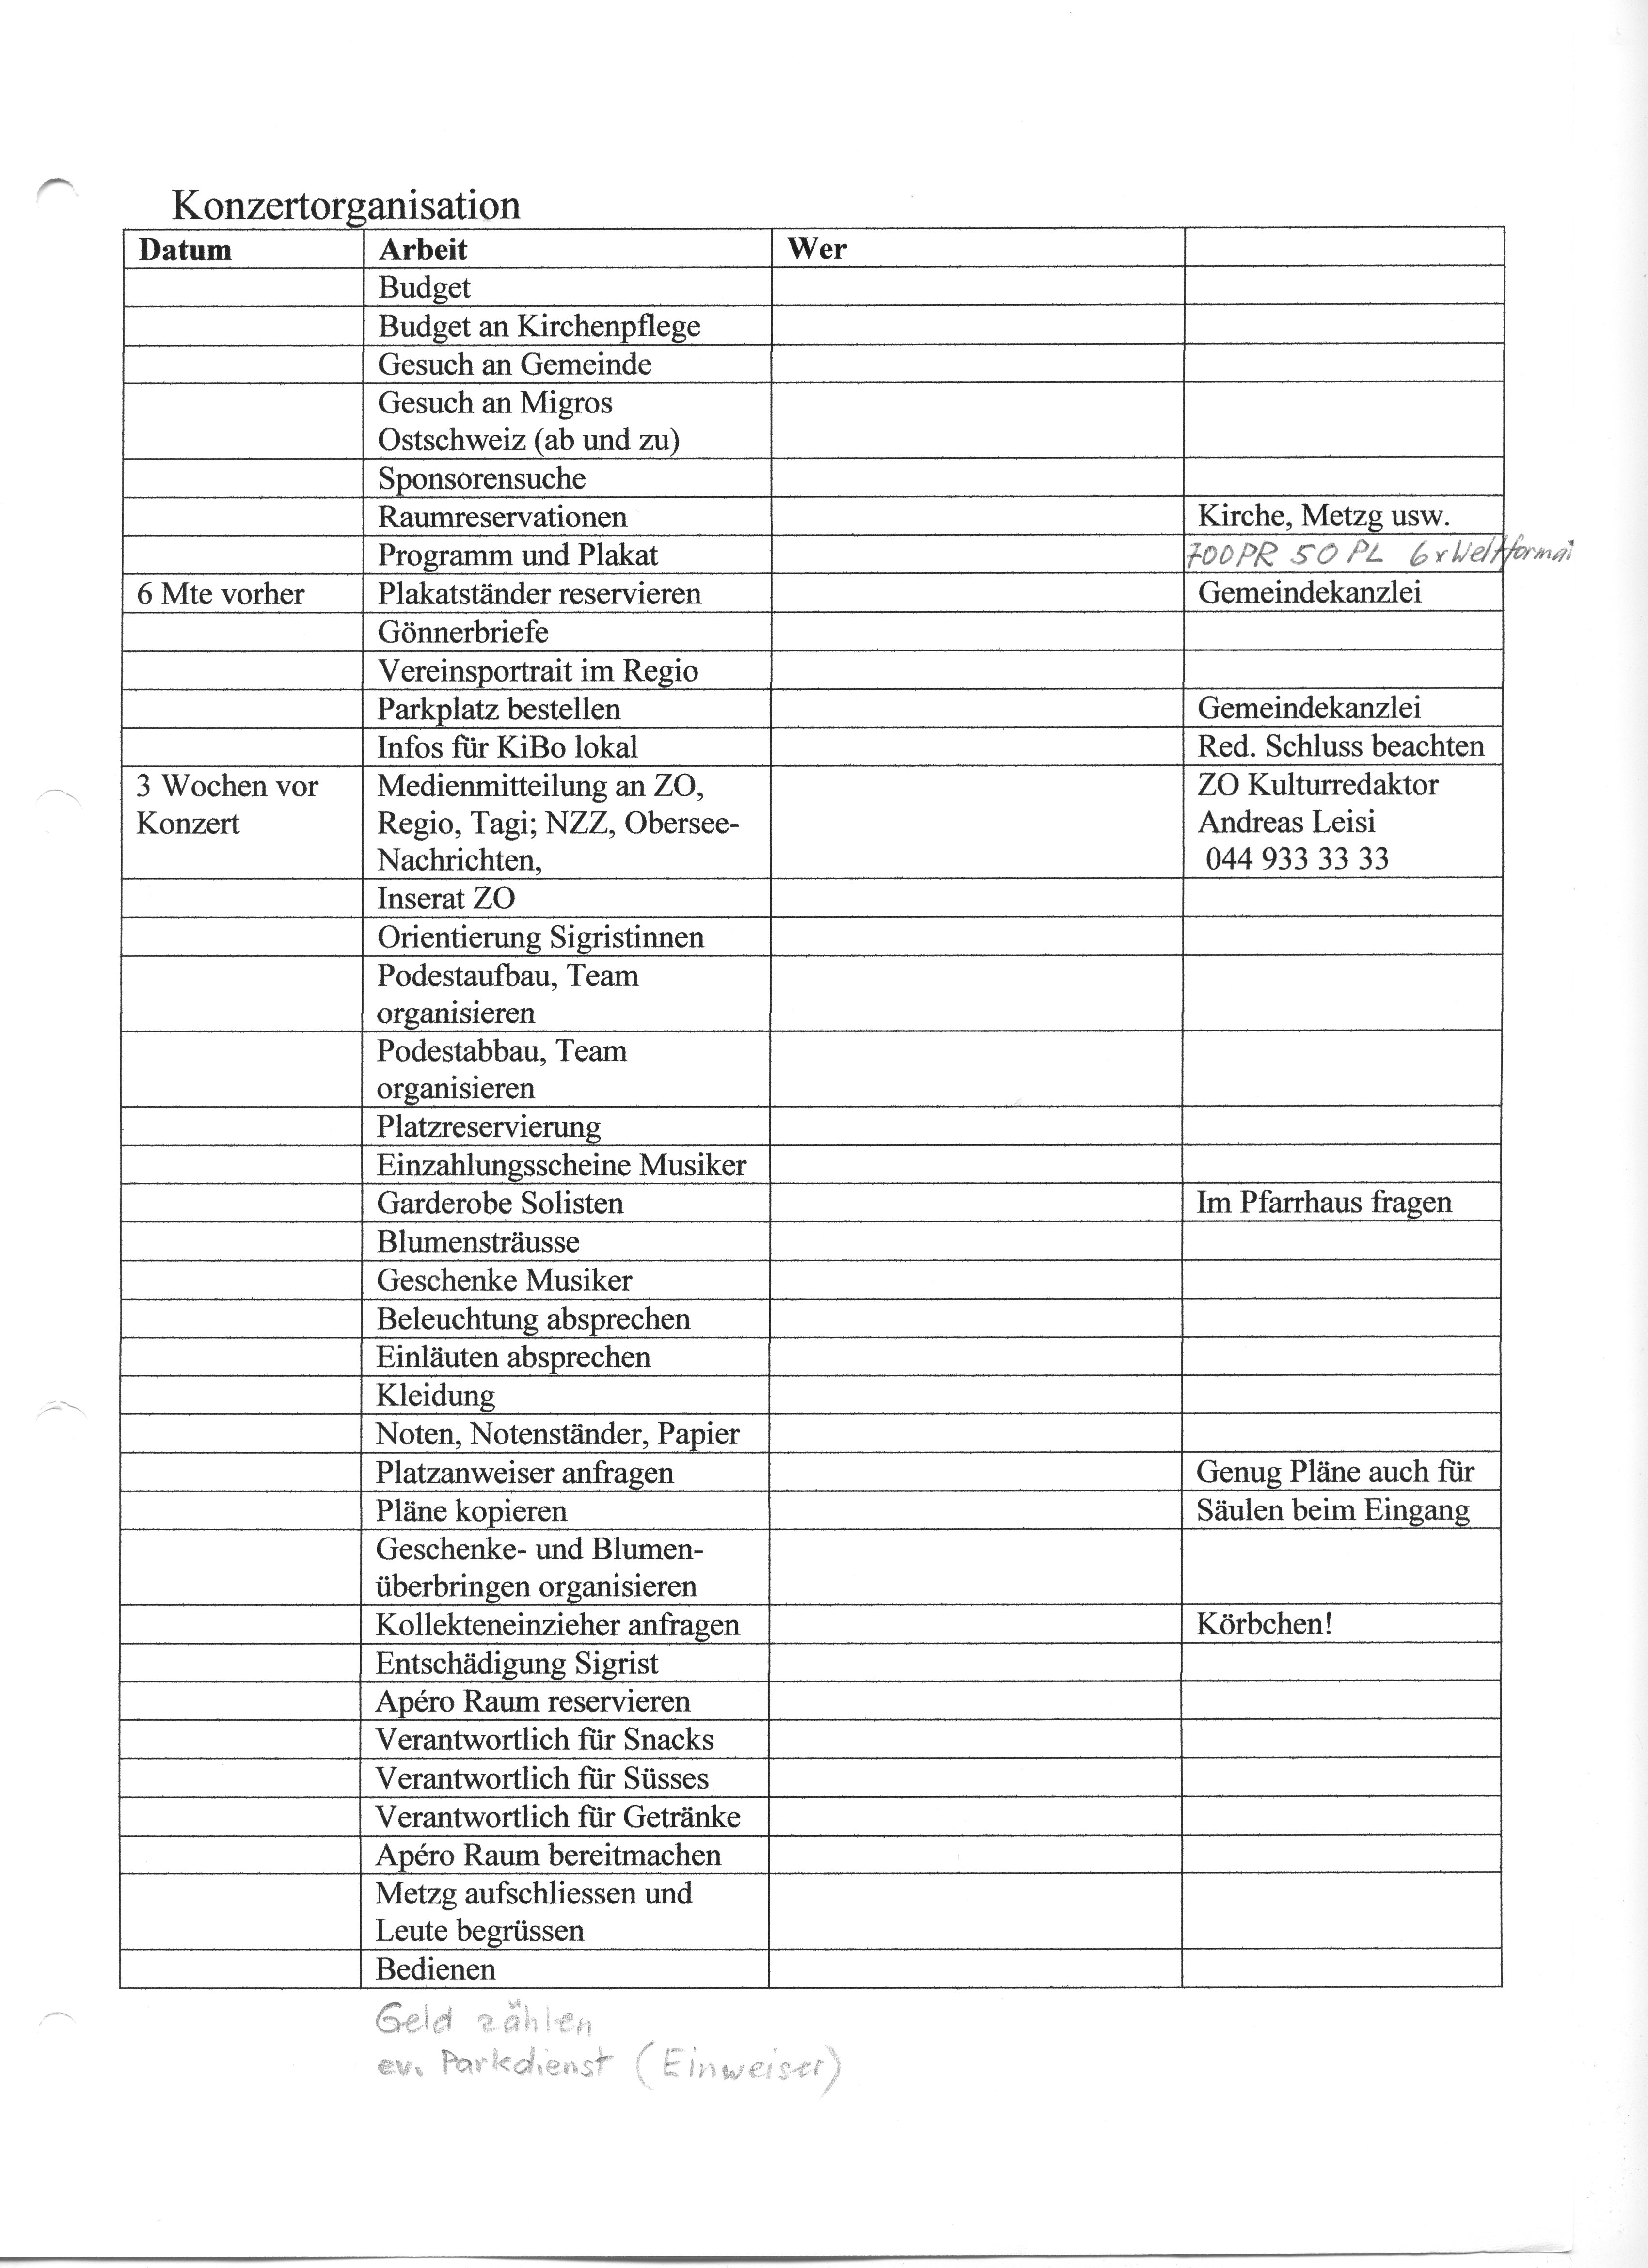 Konzertorganisation
Datum Arbeit Wer
Budget
Budget an Kirchenpflege
Gesuch an Gemeinde
Gesuch an Migros
Ostschweiz (ab und zu)
Sponsorensuche
Raumreservationen Kirche, Metzg usw.
Programm und Plakat 700 PR 50 PL 6 x Weltformat
6 Mte vorher Plakatständer reservieren Gemeindekanzlei
Gönnerbriefe
Vereinsportrait im Regio
Parkplatz bestellen Gemeindekanzlei
Infos für KiBo lokal Red. Schluss beachten
3 Wochen vor Medienmitteilung an ZO, ZO Kulturredaktor
Konzert Regio, Tagi; NZZ, Obersee- Andreas Leisi
Nachrichten, 044 933 33 33
Inserat ZO
Orientierung Sigristinnen
Podestaufbau, Team
organisieren
Podestabbau, Team
organisieren
Platzreservierung
Einzahlungsscheine Musiker
Garderobe Solisten Im Pfarrhaus fragen
Blumensträusse
Geschenke Musiker
Beleuchtung absprechen
Einläuten absprechen
Kleidung
Noten, Notenständer, Papier
Platzanweiser anfragen Genug Pläne auch für
Pläne kopieren Säulen beim Eingang
Geschenke- und Blumen-
überbringen organisieren
Kollekteneinzieher anfragen Körbchen!
Entschädigung Sigrist
Apéro Raum reservieren
Verantwortlich für Snacks
Verantwortlich für Süsses
Verantwortlich für Getränke
Apéro Raum bereitmachen
Metzg aufschliessen und
Leute begrüssen
Bedienen
Geld zählen
ev. Parkdienst (Einweiser)